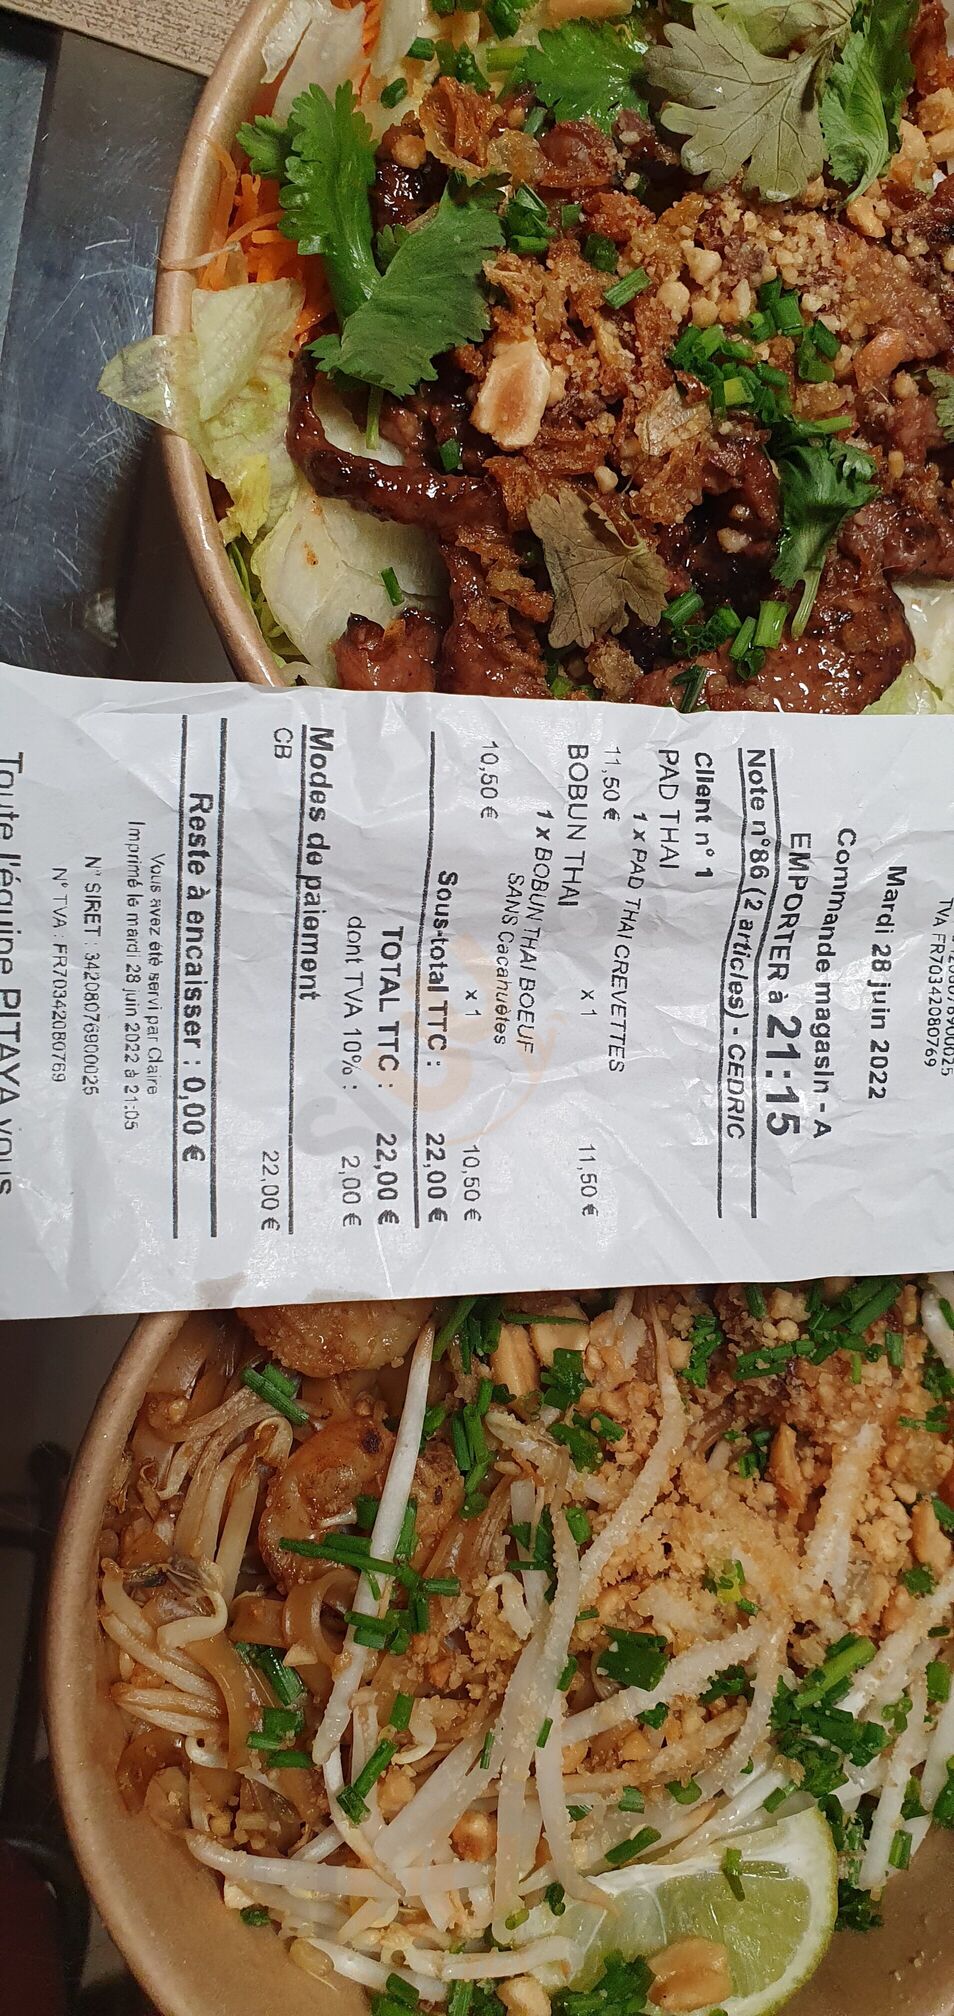 TVA FR70342080769
Mardi 28 juin 2022
Commande magasin - A
EMPORTER à 21:15
Note n°86 (2 articles) - CEDRIC
Client n° 1
PAD THAI
1 x PAD THAI CREVETTES
11,50 € x 1 11,50 €
BOBUN THAI
1 x BOBUN THAI BOEUF
SANS Cacahuètes
10,50 € x 1 10,50 €
Sous-total TTC : 22,00 €
TOTAL TTC : 22,00 €
dont TVA 10% : 2,00 €
Modes de paiement
CB 22,00 €
Reste à encaisser : 0,00 €
Vous avez été servi par Claire
Imprimé le mardi 28 juin 2022 à 21:05
N° SIRET : 34208076900025
N° TVA : FR70342080769
Toute l'équipe PITAYA vous